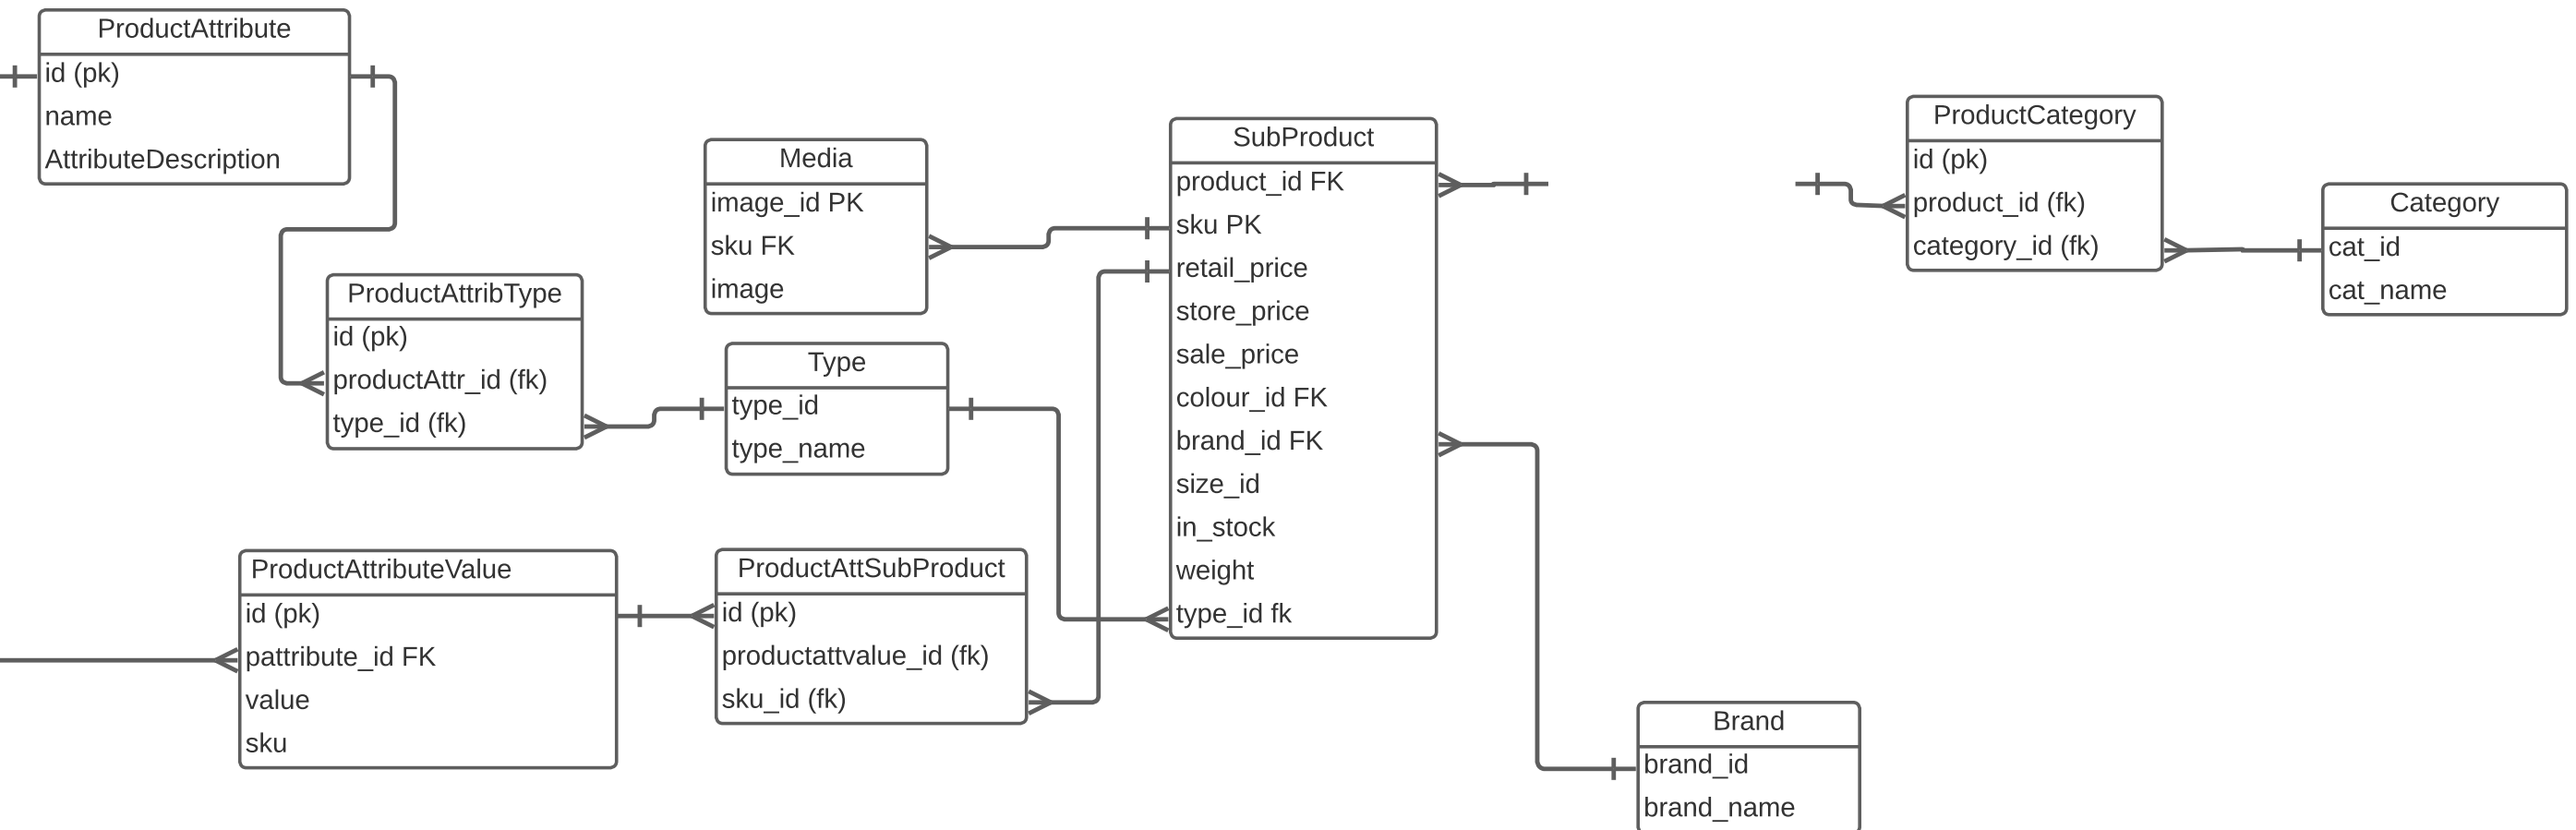 ProductAttribute
id (pk)
name
AttributeDescription
ProductAttribType
id (pk)
productAttr_id (fk)
type_id (fk)
Media
image_id PK
sku FK
image
Type
type_id
type_name
ProductAttributeValue
id (pk)
pattribute_id FK
value
sku
ProductAttSubProduct
id (pk)
productattvalue_id (fk)
sku_id (fk)
SubProduct
product_id FK
sku PK
retail_price
store_price
sale_price
colour_id FK
brand_id FK
size_id
in_stock
weight
type_id fk
ProductCategory
id (pk)
product_id (fk)
category_id (fk)
Category
cat_id
cat_name
Brand
brand_id
brand_name